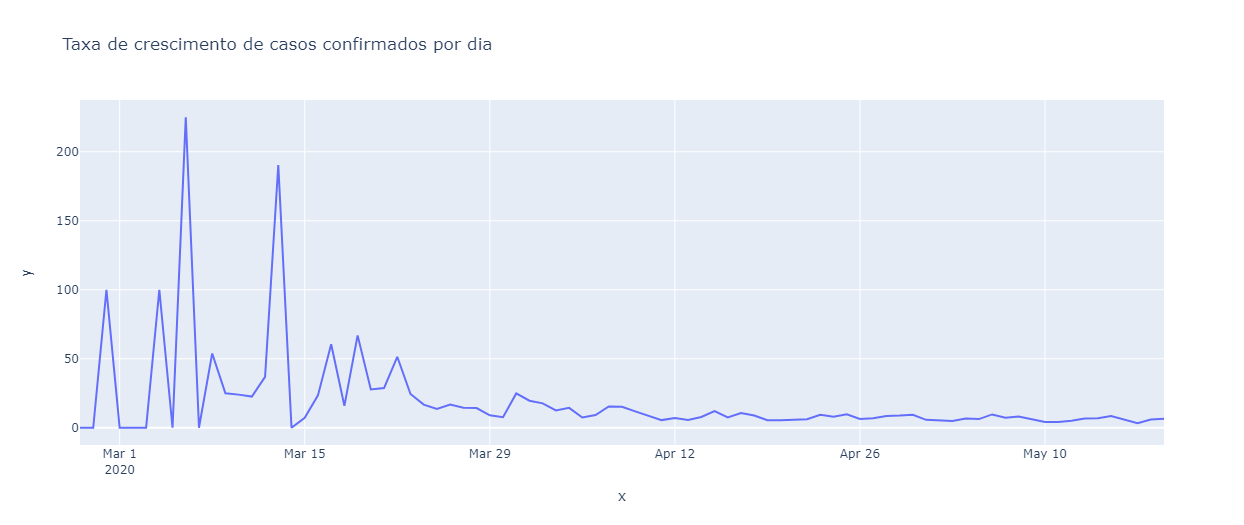 Taxa de crescimento de casos confirmados por dia
y
200
150
100
50
0
Mar 1
2020
Mar 15
Mar 29
Apr 12
Apr 26
May 10
x